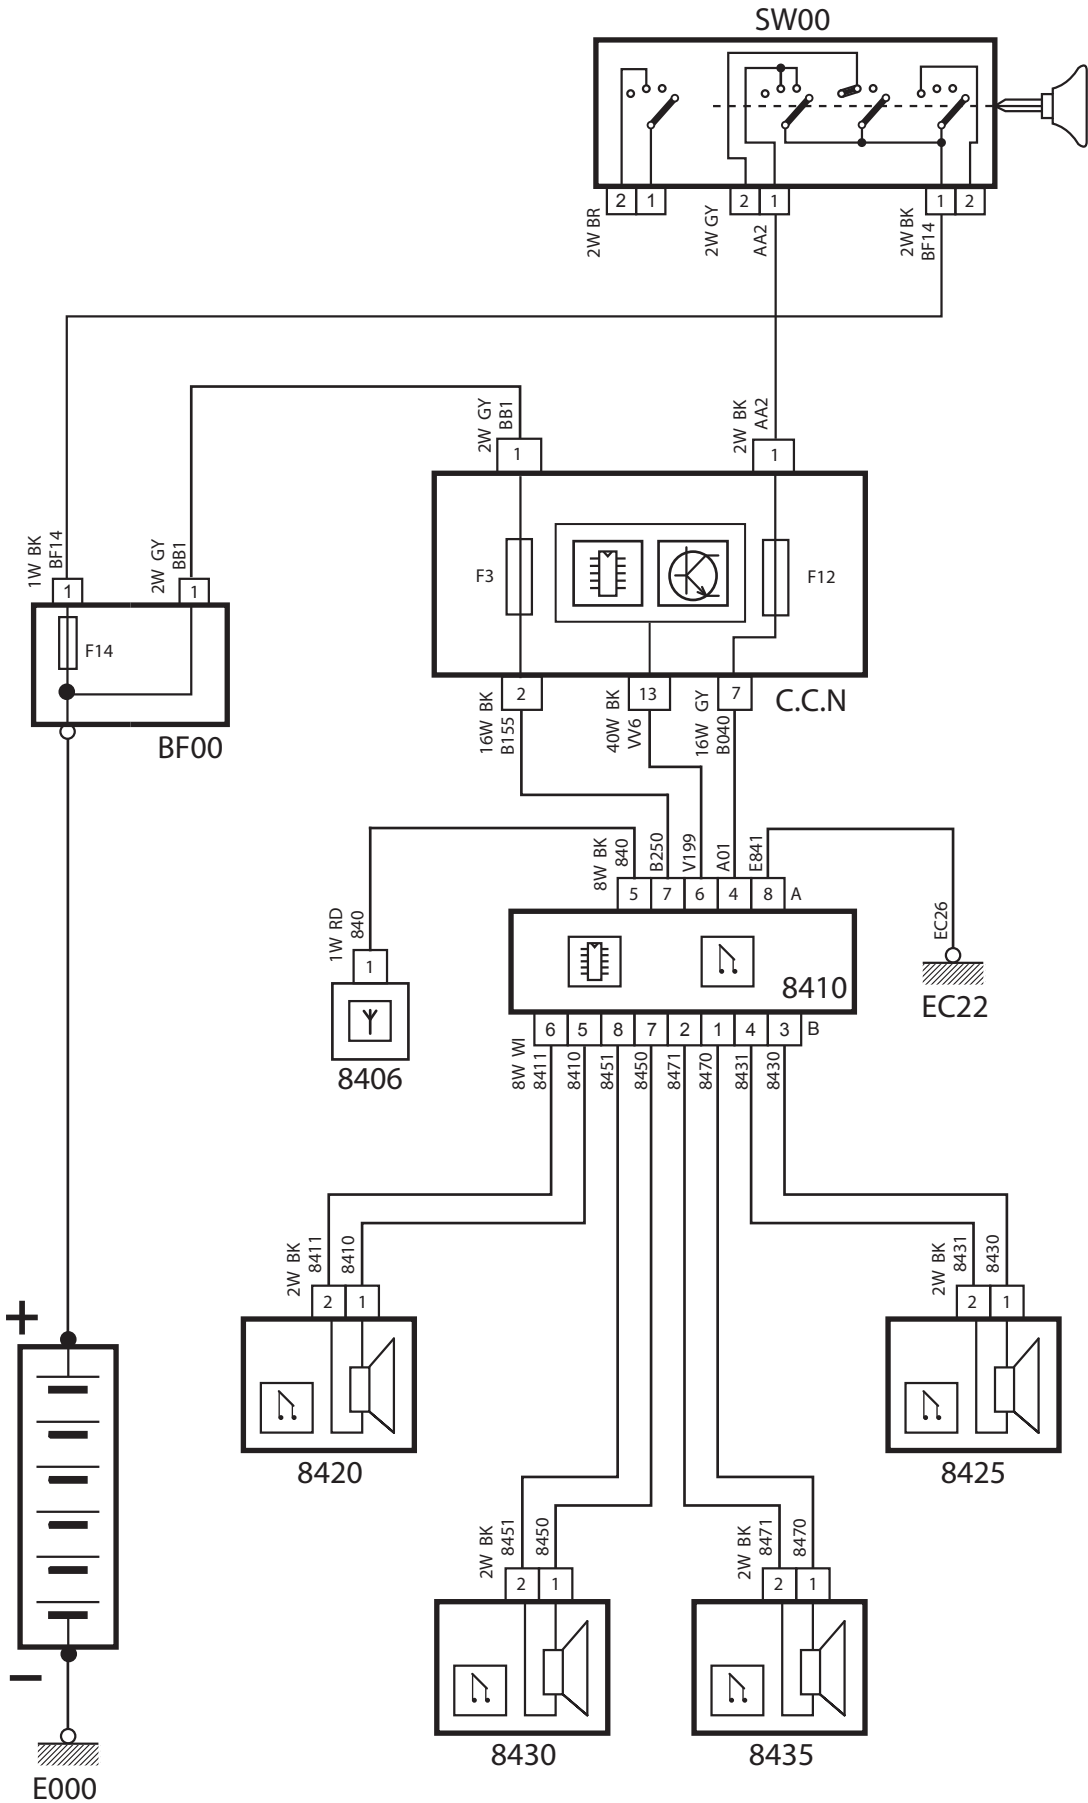 SW00
2 1 2 1 1 2
2W BR
2W GY
AA2
2W BK
BF14
2W GY
BB1
2W BK
AA2
1 1
1W BK
BF14
2W GY
BB1
1 1
F14
BF00
F3
F12
2 13 7
C.C.N
16W BK
B155
40W BK
VV6
16W GY
B040
8W BK
840
B250
V199
A01
E841
5 7 6 4 8 A
1W RD
840
1
8406
EC26
EC22
8410
6 5 8 7 2 1 4 3 B
8W WI
8411
8410
8451
8450
8471
8470
8431
8430
2W BK
8411
8410
2 1
8420
2W BK
8431
8430
2 1
8425
+
−
E000
2W BK
8451
8450
2 1
8430
2W BK
8471
8470
2 1
8435